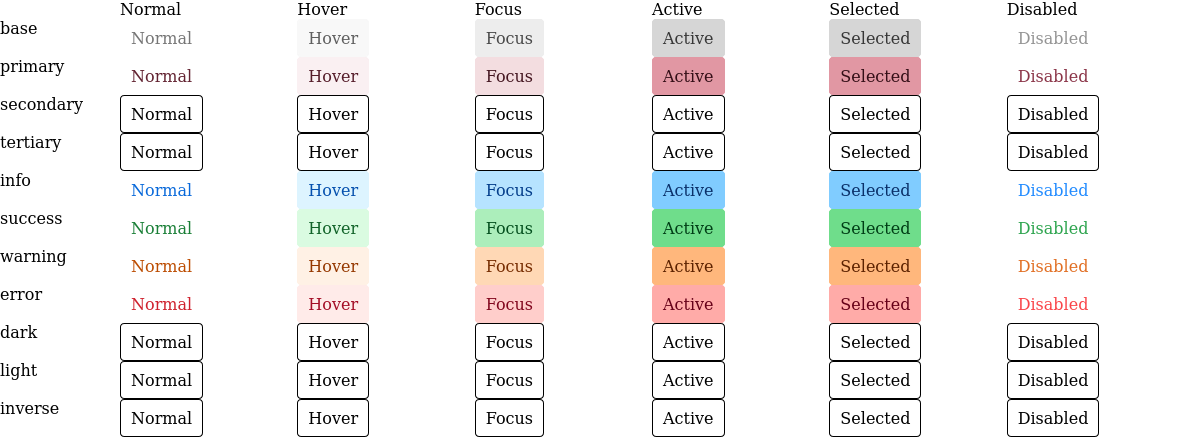 Normal Hover Focus Active Selected Disabled
base Normal Hover Focus Active Selected Disabled
primary Normal Hover Focus Active Selected Disabled
secondary Normal Hover Focus Active Selected Disabled
tertiary Normal Hover Focus Active Selected Disabled
info Normal Hover Focus Active Selected Disabled
success Normal Hover Focus Active Selected Disabled
warning Normal Hover Focus Active Selected Disabled
error Normal Hover Focus Active Selected Disabled
dark Normal Hover Focus Active Selected Disabled
light Normal Hover Focus Active Selected Disabled
inverse Normal Hover Focus Active Selected Disabled